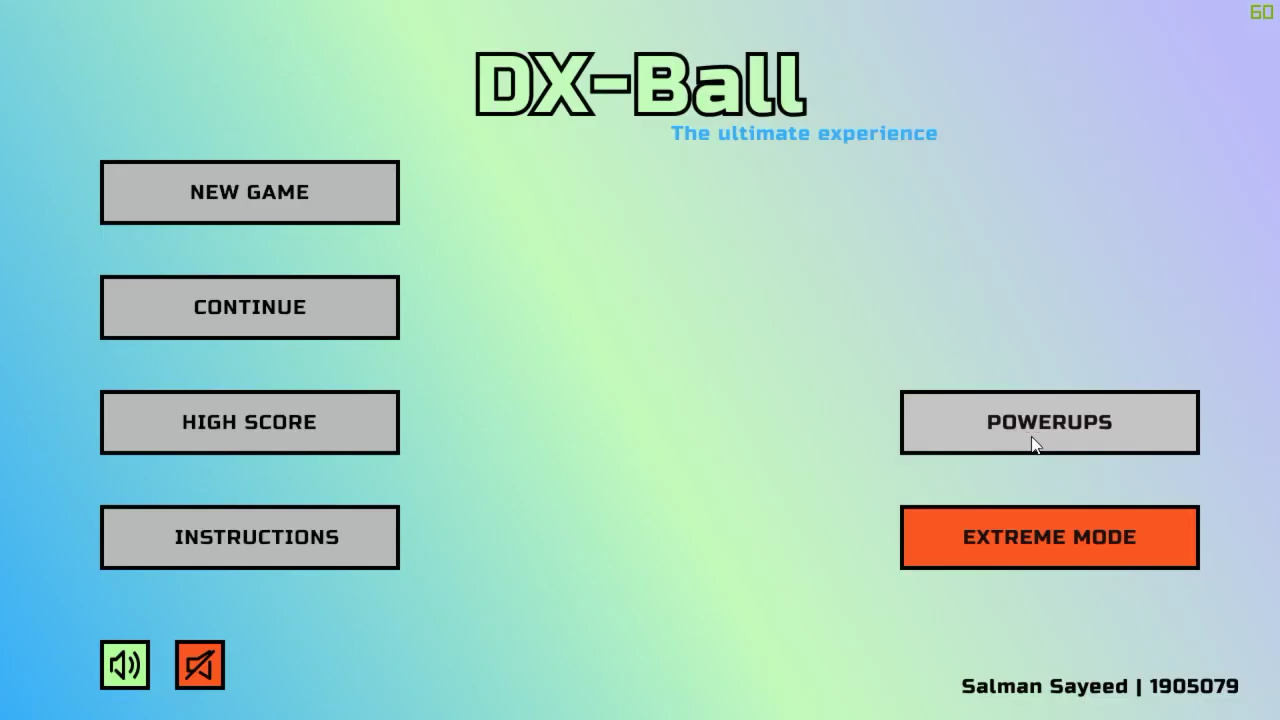 60
DX-Ball
The ultimate experience
NEW GAME
CONTINUE
HIGH SCORE
POWERUPS
INSTRUCTIONS
EXTREME MODE
Salman Sayeed | 1905079